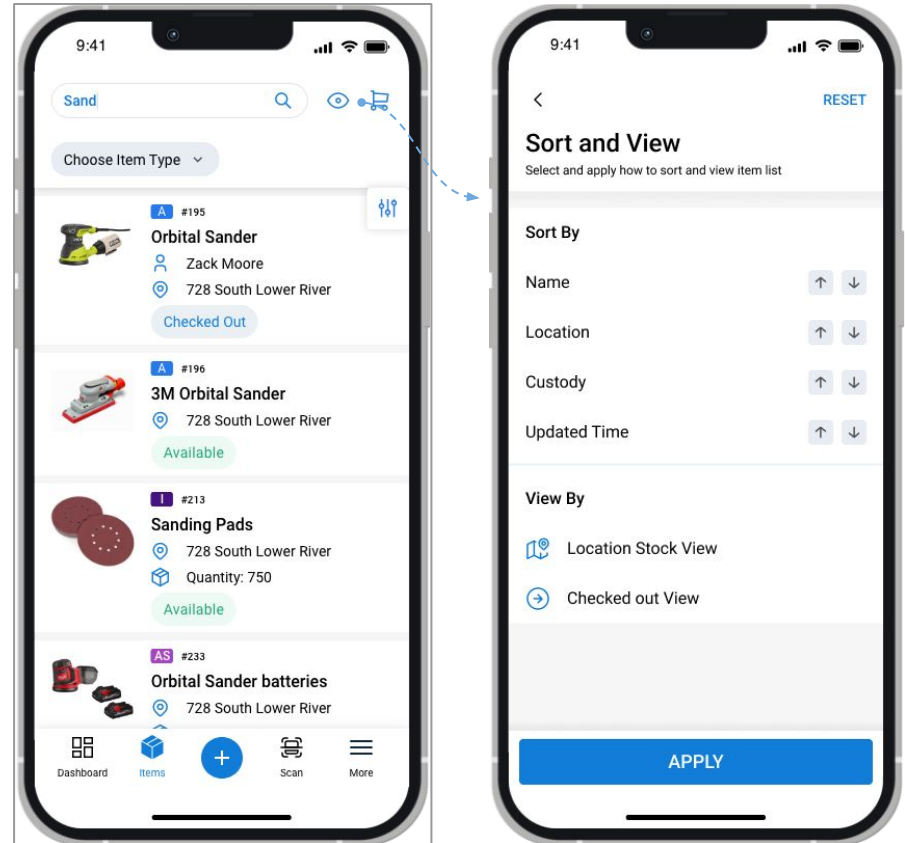 9:41
Sand
Choose Item Type
A #195
Orbital Sander
Zack Moore
728 South Lower River
Checked Out
A #196
3M Orbital Sander
728 South Lower River
Available
I #213
Sanding Pads
728 South Lower River
Quantity: 750
Available
AS #233
Orbital Sander batteries
728 South Lower River
Dashboard Items Scan More
9:41
RESET
Sort and View
Select and apply how to sort and view item list
Sort By
Name
Location
Custody
Updated Time
View By
Location Stock View
Checked out View
APPLY